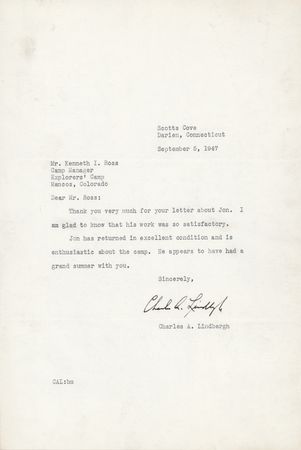 Scotts Cove
Darien, Connecticut
September 5, 1947
Mr. Kenneth I. Ross
Camp Manager
Explorers' Camp
Mancos, Colorado
Dear Mr. Ross:
Thank you very much for your letter about Jon. I
am glad to know that his work was so satisfactory.
Jon has returned in excellent condition and is
enthusiastic about the camp. He appears to have had a
grand summer with you.
Sincerely,
Charles A. Lindbergh
Charles A. Lindbergh
CAL:hm